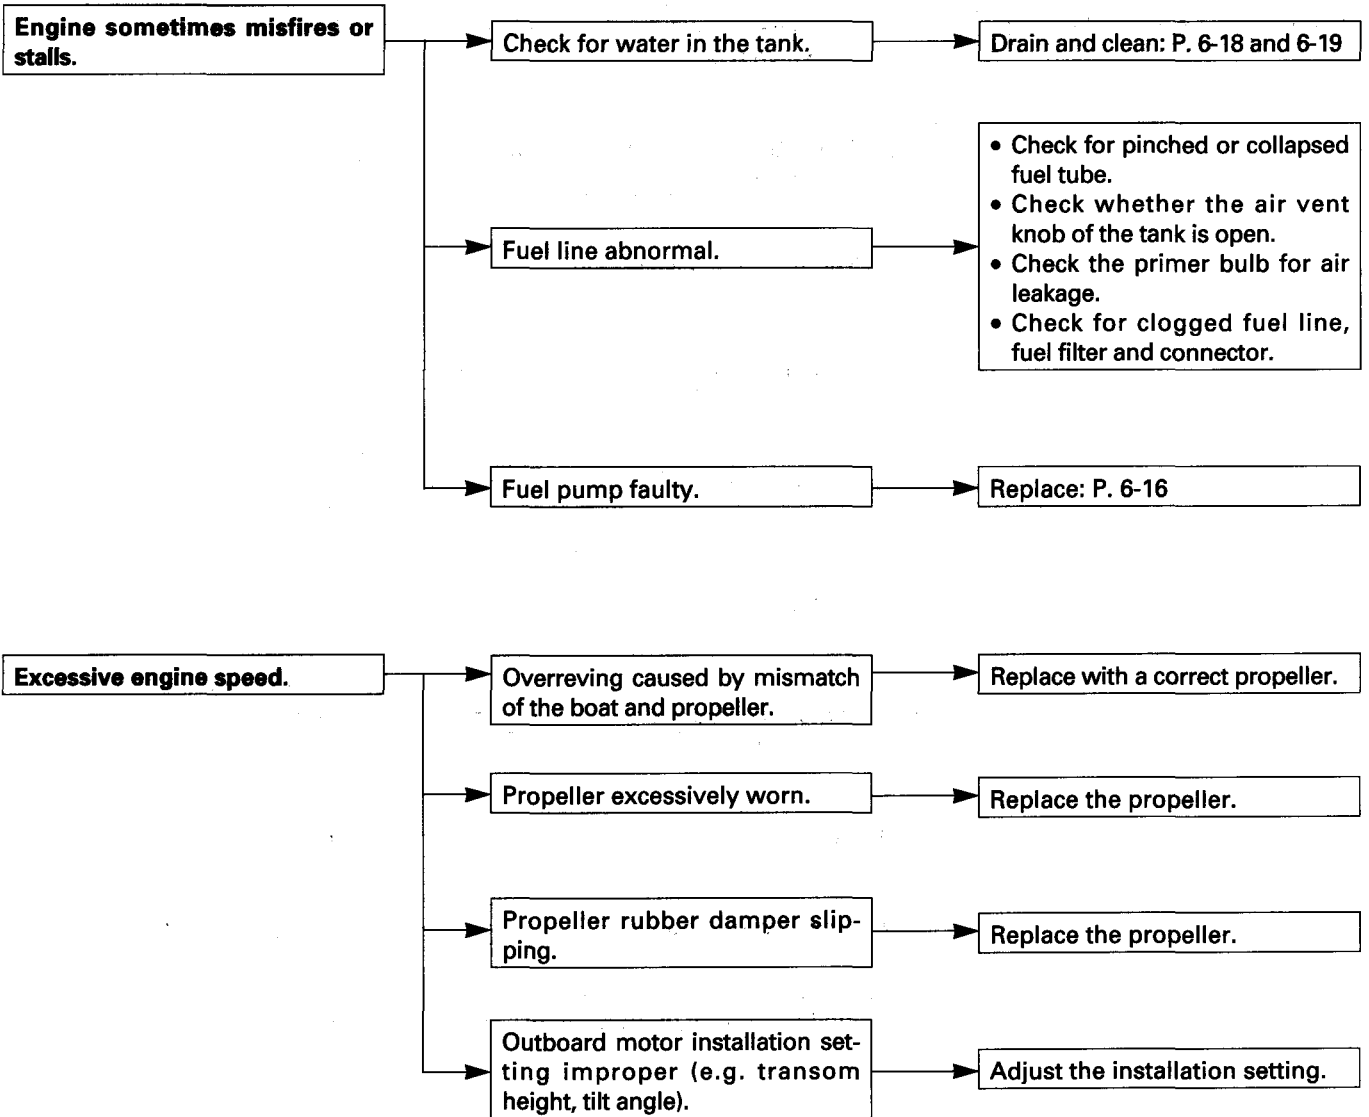 Engine sometimes misfires or
stalls.
Check for water in the tank.
Drain and clean: P. 6-18 and 6-19
Fuel line abnormal.
• Check for pinched or collapsed
fuel tube.
• Check whether the air vent
knob of the tank is open.
• Check the primer bulb for air
leakage.
• Check for clogged fuel line,
fuel filter and connector.
Fuel pump faulty.
Replace: P. 6-16
Excessive engine speed.
Overreving caused by mismatch
of the boat and propeller.
Replace with a correct propeller.
Propeller excessively worn.
Replace the propeller.
Propeller rubber damper slip-
ping.
Replace the propeller.
Outboard motor installation set-
ting improper (e.g. transom
height, tilt angle).
Adjust the installation setting.